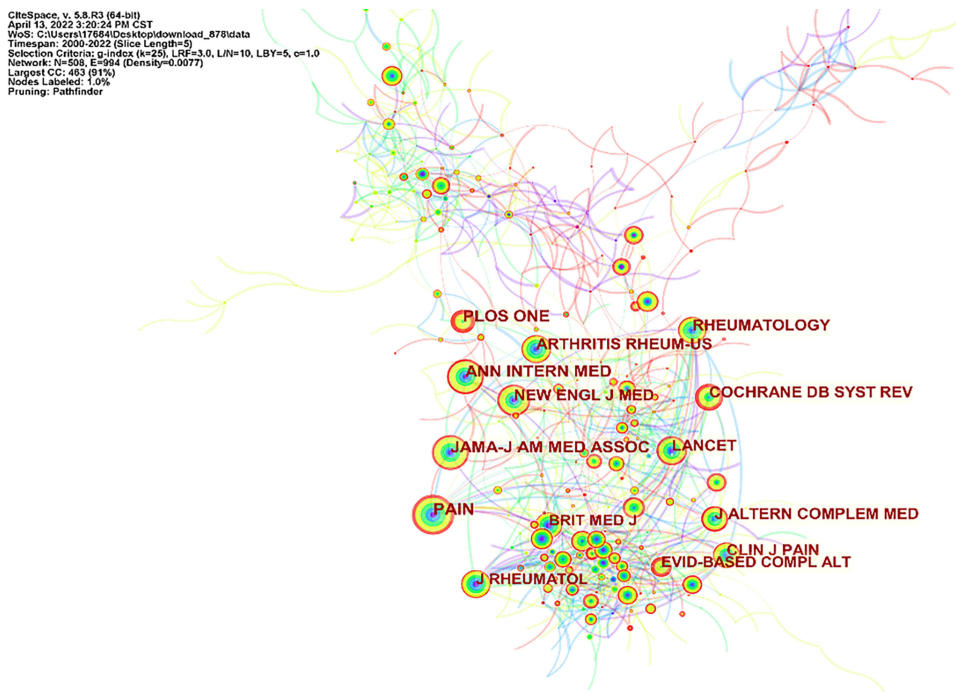 CiteSpace, v. 5.8.R3 (64-bit)
April 13, 2022 3:20:24 PM CST
WoS: C:\Users\17684\Desktop\download_878\data
Timespan: 2000-2022 (Slice Length=5)
Selection Criteria: g-index (k=25), LRF=3.0, L/N=10, LBY=5, e=1.0
Network: N=508, E=994 (Density=0.0077)
Largest CC: 463 (91%)
Nodes Labeled: 1.0%
Pruning: Pathfinder
PLOS ONE
RHEUMATOLOGY
ARTHRITIS RHEUM-US
ANN INTERN MED
NEW ENGL J MED
COCHRANE DB SYST REV
JAMA-J AM MED ASSOC
LANCET
PAIN
BRIT MED J
J ALTERN COMPLEM MED
CLIN J PAIN
EVID-BASED COMPL ALT
J RHEUMATOL